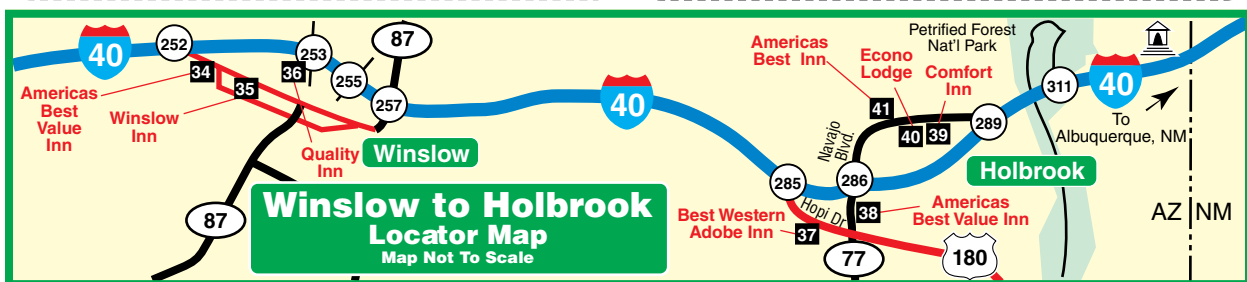 40
252
34
Americas
Best
Value
Inn
35
Winslow
Inn
253
36
Quality
Inn
255
87
257
Winslow
87
Winslow to Holbrook
Locator Map
Map Not To Scale
40
285
Hopi Dr
Best Western
Adobe Inn
37
Navajo
Blvd.
286
38
Americas
Best Value Inn
77
180
Americas
Best Inn
41
Econo
Lodge
40
Comfort
Inn
39
289
Holbrook
Petrified Forest
Nat'l Park
311
40
To
Albuquerque, NM
AZ
NM